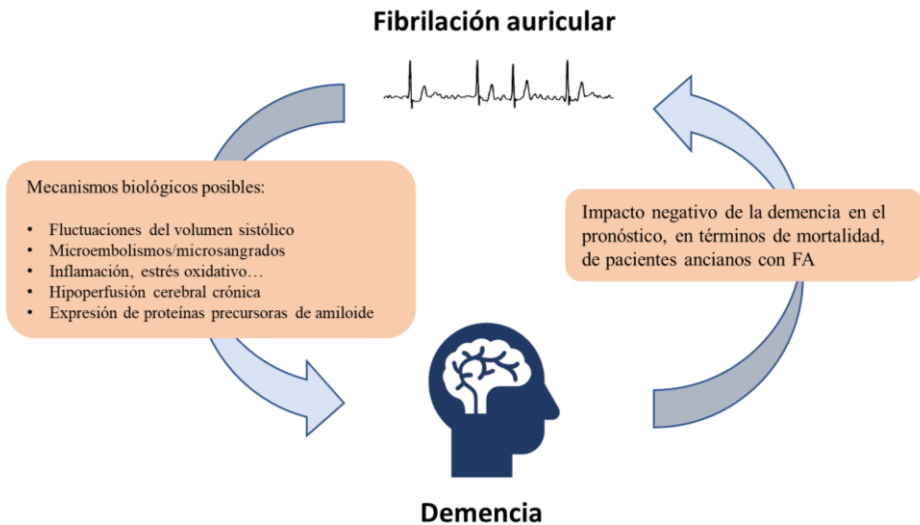 Fibrilación auricular
Mecanismos biológicos posibles:
• Fluctuaciones del volumen sistólico
• Microembolismos/microsangrados
• Inflamación, estrés oxidativo…
• Hipoperfusión cerebral crónica
• Expresión de proteínas precursoras de amiloide
Impacto negativo de la demencia en el
pronóstico, en términos de mortalidad,
de pacientes ancianos con FA
Demencia